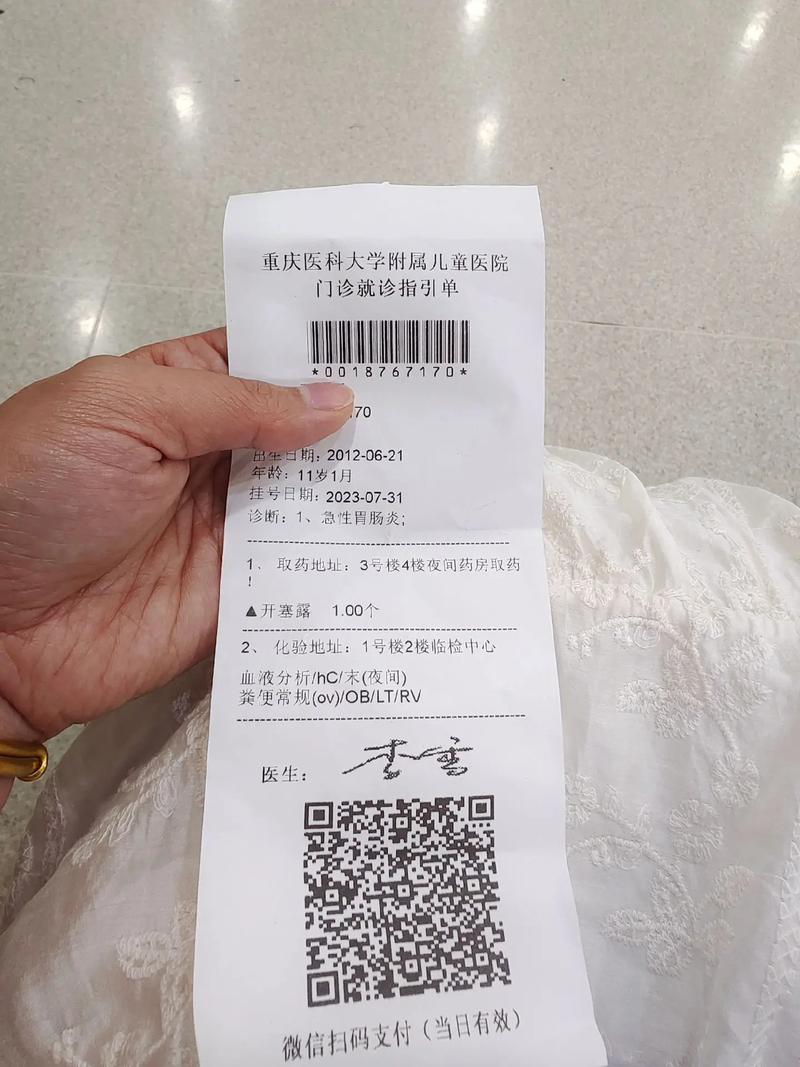 重庆医科大学附属儿童医院
门诊就诊指引单
*0018767170*
70
出生日期：2012-06-21
年龄：11岁1月
挂号日期：2023-07-31
诊断：1、急性胃肠炎;
1、 取药地址：3号楼4楼夜间药房取药
！
▲开塞露 1.00个
2、 化验地址：1号楼2楼临检中心
血液分析/hC/末(夜间)
粪便常规(ov)/OB/LT/RV
医生：李雪
微信扫码支付（当日有效）